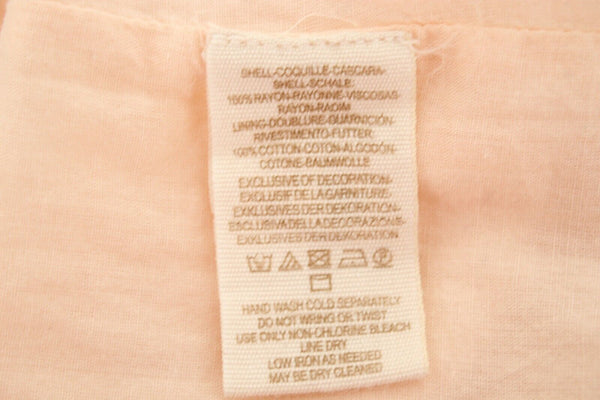 SHELL-COQUILLE-CASCARA-
SHELL-SCHALE:
100% RAYON-RAYONNE-VISCOSAS-
RAYON-RADIM
LINING-DOUBLURE-GUARNICIÓN-
RIVESTIMENTO-FUTTER:
100% COTTON-COTON-ALGODÓN-
COTONE-BAUMWOLLE
EXCLUSIVE OF DECORATION-
EXCLUSIF DE LA GARNITURE-
EXKLUSIVES DER DEKORATION-
ESCLUSIVA DELLA DECORAZIONE-
EXKLUSIVES DER DEKORATION
HAND WASH COLD SEPARATELY
DO NOT WRING OR TWIST
USE ONLY NON-CHLORINE BLEACH
LINE DRY
LOW IRON AS NEEDED
MAY BE DRY CLEANED